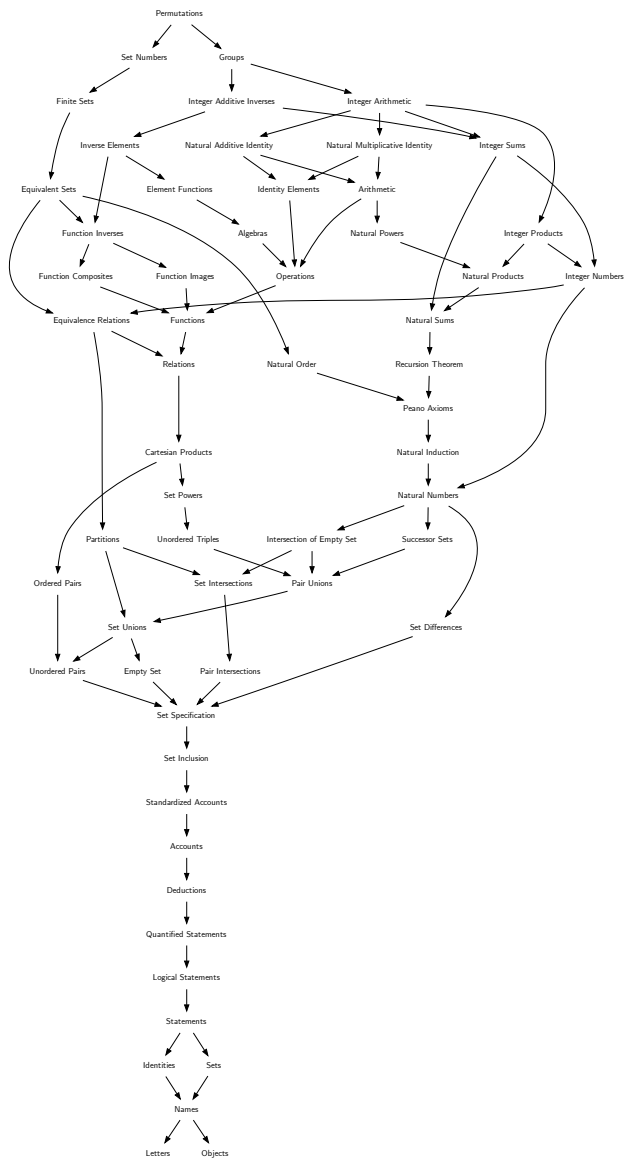 Permutations
Set Numbers
Groups
Finite Sets
Integer Additive Inverses
Integer Arithmetic
Inverse Elements
Natural Additive Identity
Natural Multiplicative Identity
Integer Sums
Equivalent Sets
Element Functions
Identity Elements
Arithmetic
Function Inverses
Algebras
Natural Powers
Integer Products
Function Composites
Function Images
Operations
Natural Products
Integer Numbers
Equivalence Relations
Functions
Natural Sums
Relations
Natural Order
Recursion Theorem
Peano Axioms
Cartesian Products
Natural Induction
Set Powers
Natural Numbers
Partitions
Unordered Triples
Intersection of Empty Set
Successor Sets
Ordered Pairs
Set Intersections
Pair Unions
Set Unions
Set Differences
Unordered Pairs
Empty Set
Pair Intersections
Set Specification
Set Inclusion
Standardized Accounts
Accounts
Deductions
Quantified Statements
Logical Statements
Statements
Identities
Sets
Names
Letters
Objects